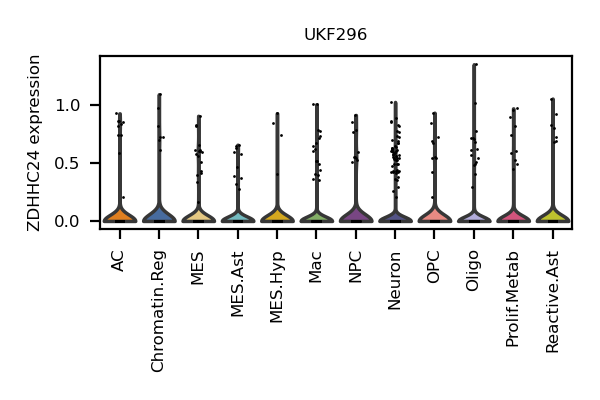 UKF296
ZDHHC24 expression
1.0
0.5
0.0
AC
Chromatin.Reg
MES
MES.Ast
MES.Hyp
Mac
NPC
Neuron
OPC
Oligo
Prolif.Metab
Reactive.Ast